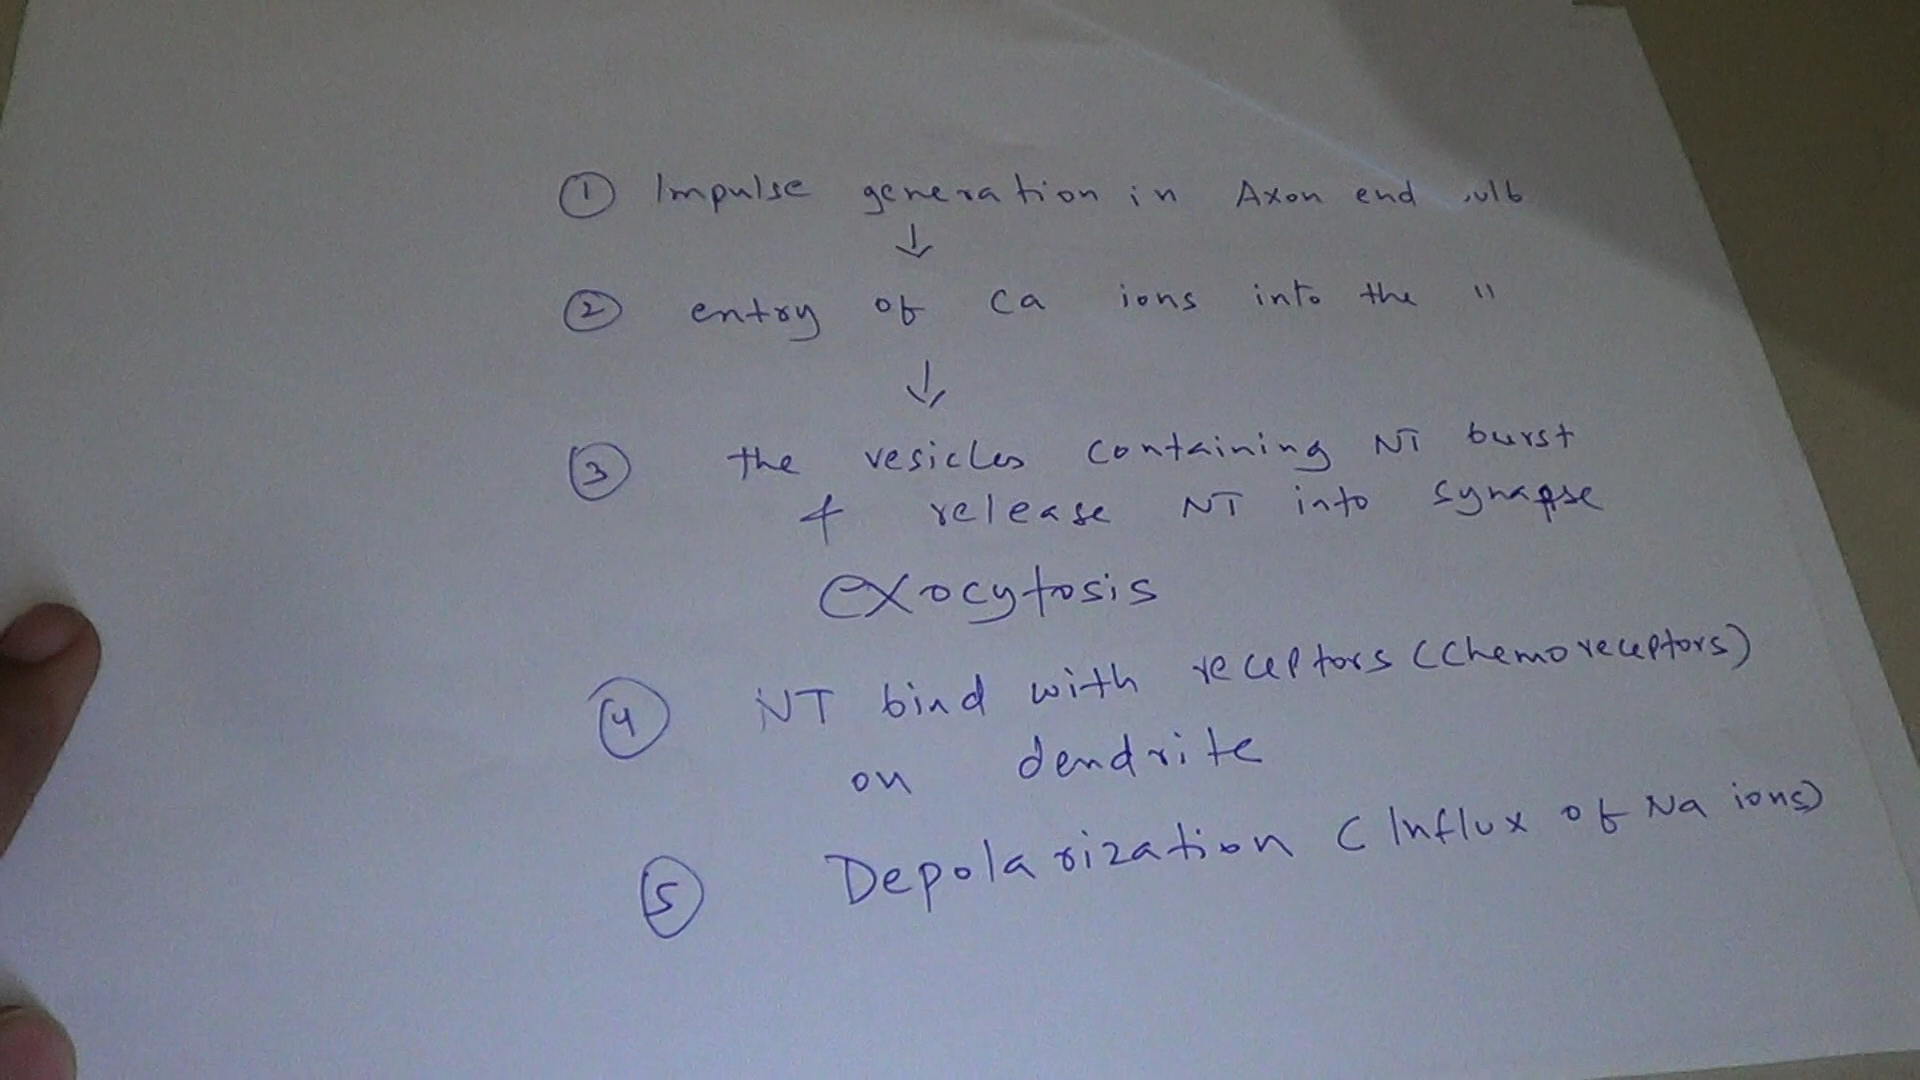 ① Impulse generation in Axon end
↓
② entry of Ca ions into the "
↓
③ the vesicles containing NT burst
& release NT into synapse
exocytosis
④ NT bind with receptors (Chemoreceptors)
on dendrite
⑤ Depolarization (Influx of Na ions)